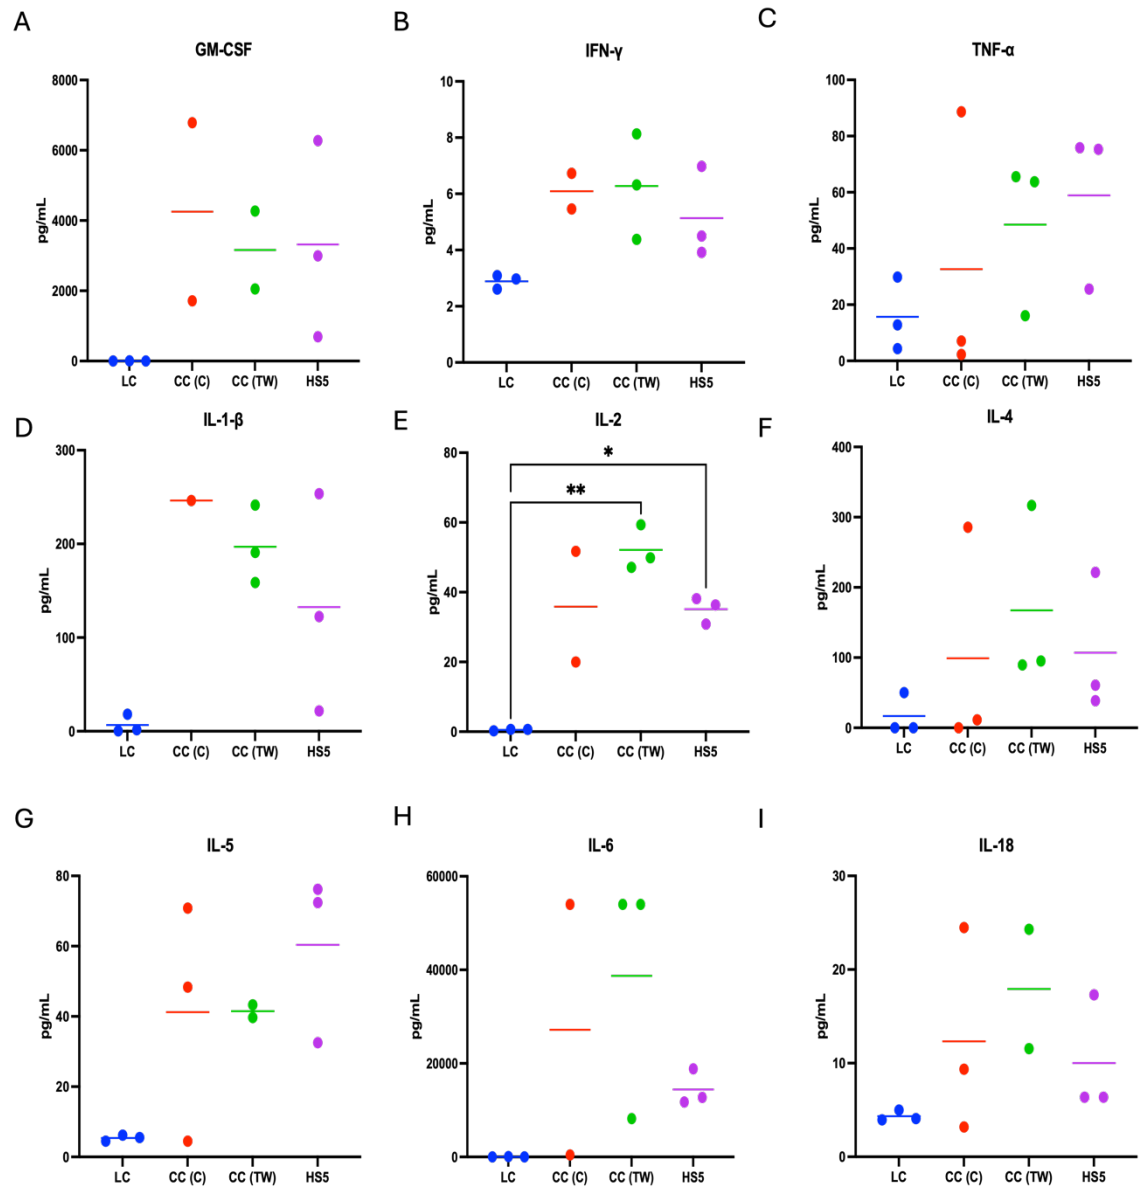 A
GM-CSF
pg/mL
8000
6000
4000
2000
0
LC CC (C) CC (TW) HS5
B
IFN-γ
pg/mL
10
8
6
4
2
0
LC CC (C) CC (TW) HS5
C
TNF-α
pg/mL
100
80
60
40
20
0
LC CC (C) CC (TW) HS5
D
IL-1-β
pg/mL
300
200
100
0
LC CC (C) CC (TW) HS5
E
IL-2
pg/mL
80
60
40
20
0
*
**
LC CC (C) CC (TW) HS5
F
IL-4
pg/mL
400
300
200
100
0
LC CC (C) CC (TW) HS5
G
IL-5
pg/mL
80
60
40
20
0
LC CC (C) CC (TW) HS5
H
IL-6
pg/mL
60000
40000
20000
0
LC CC (C) CC (TW) HS5
I
IL-18
pg/mL
30
20
10
0
LC CC (C) CC (TW) HS5